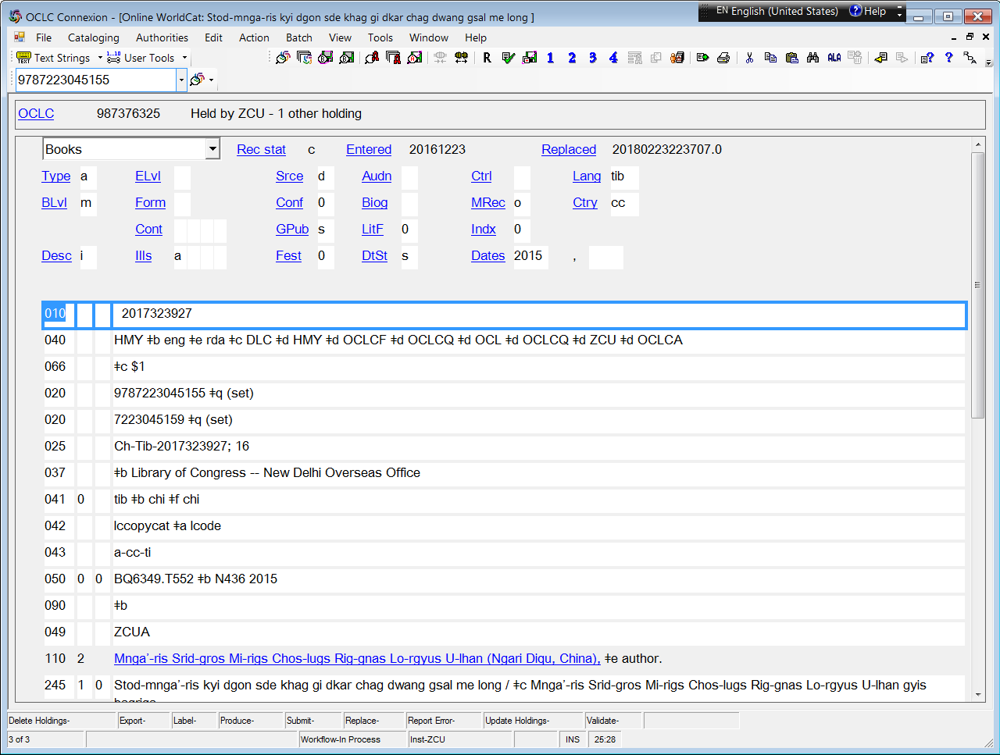 OCLC Connexion - [Online WorldCat: Stod-mnga-ris kyi dgon sde khag gi dkar chag dwang gsal me long ]
EN English (United States) Help
File Cataloging Authorities Edit Action Batch View Tools Window Help
Text Strings User Tools R 1 2 3 4 ALA
9787223045155
OCLC 987376325 Held by ZCU - 1 other holding
Books Rec stat c Entered 20161223 Replaced 20180223223707.0
Type a ELvl Srce d Audn Ctrl Lang tib
BLvl m Form Conf 0 Biog MRec o Ctry cc
Cont GPub s LitF 0 Indx 0
Desc i Ills a Fest 0 DtSt s Dates 2015 ,
010 2017323927
040 HMY ǂb eng ǂe rda ǂc DLC ǂd HMY ǂd OCLCF ǂd OCLCQ ǂd OCL ǂd OCLCQ ǂd ZCU ǂd OCLCA
066 ǂc $1
020 9787223045155 ǂq (set)
020 7223045159 ǂq (set)
025 Ch-Tib-2017323927; 16
037 ǂb Library of Congress -- New Delhi Overseas Office
041 0 tib ǂb chi ǂf chi
042 lccopycat ǂa lcode
043 a-cc-ti
050 0 0 BQ6349.T552 ǂb N436 2015
090 ǂb
049 ZCUA
110 2 Mngaʼ-ris Srid-gros Mi-rigs Chos-lugs Rig-gnas Lo-rgyus U-lhan (Ngari Diqu, China), ǂe author.
245 1 0 Stod-mngaʼ-ris kyi dgon sde khag gi dkar chag dwang gsal me long / ǂc Mngaʼ-ris Srid-gros Mi-rigs Chos-lugs Rig-gnas Lo-rgyus U-lhan gyis
Delete Holdings- Export- Label- Produce- Submit- Replace- Report Error- Update Holdings- Validate-
3 of 3 Workflow-In Process Inst-ZCU INS 25:28